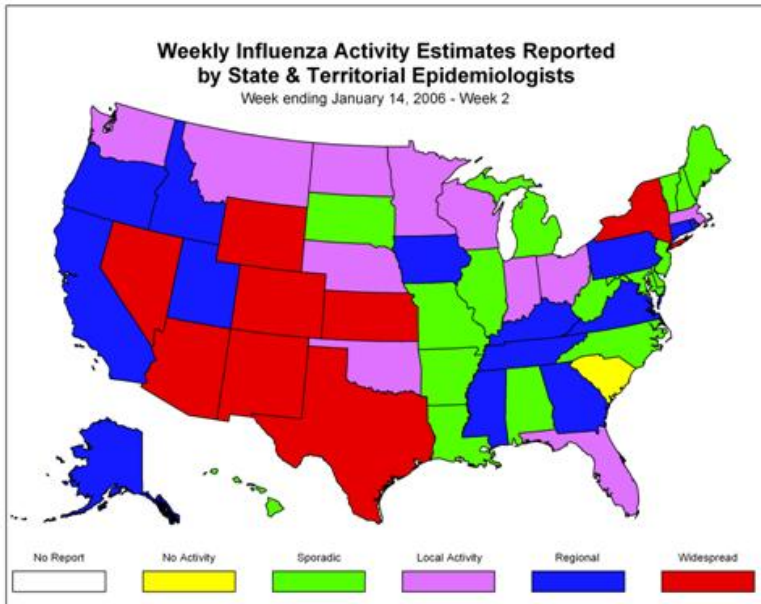 Weekly Influenza Activity Estimates Reported
by State & Territorial Epidemiologists
Week ending January 14, 2006 - Week 2
No Report
No Activity
Sporadic
Local Activity
Regional
Widespread